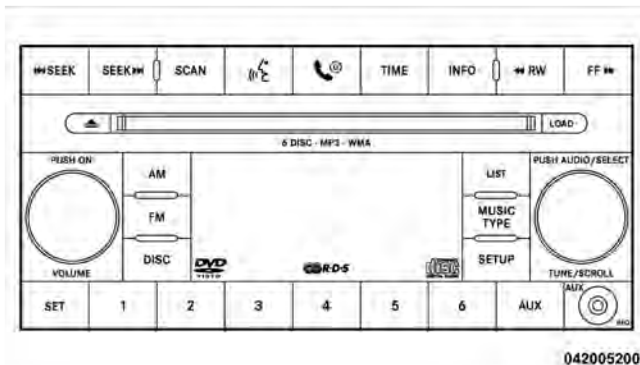 SEEK SEEK SCAN TIME INFO RW FF
LOAD
6 DISC - MP3 - WMA
PUSH ON AM LIST PUSH AUDIO/SELECT
FM MUSIC
TYPE
DISC SETUP
VOLUME DVD VIDEO R·D·S disc TUNE/SCROLL
SET 1 2 3 4 5 6 AUX AUX
042005200